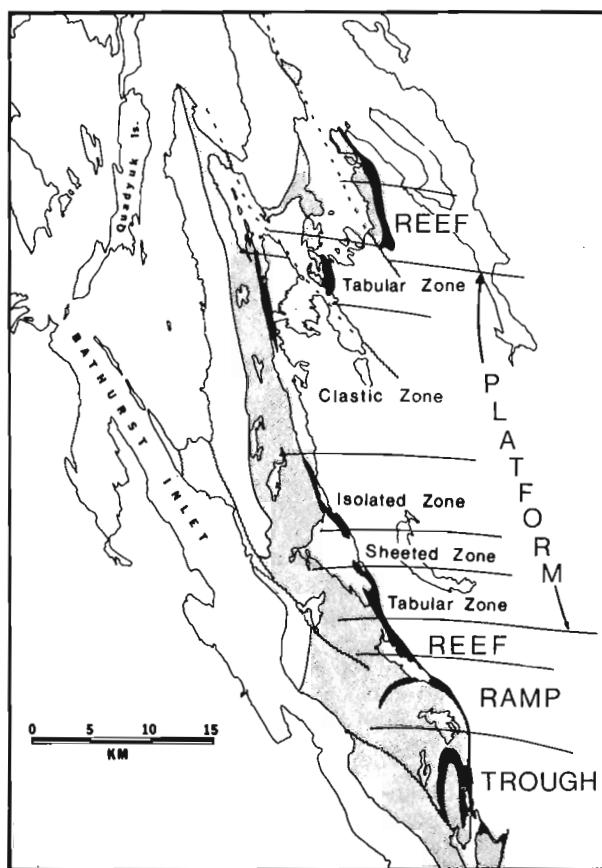 Quadyuk Is.
REEF
Tabular Zone
BATHURST INLET
Clastic Zone
PLATFORM
Isolated Zone
Sheeted Zone
Tabular Zone
REEF
RAMP
0 5 10 15
KM
TROUGH